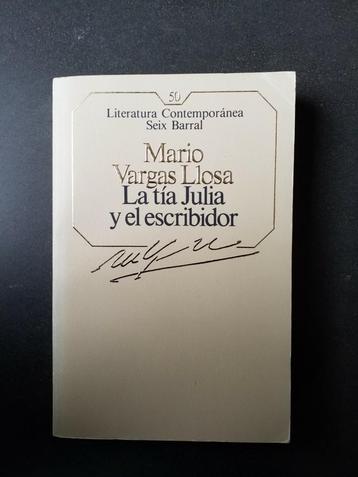 50
Literatura Contemporánea
Seix Barral
Mario
Vargas Llosa
La tía Julia
y el escribidor